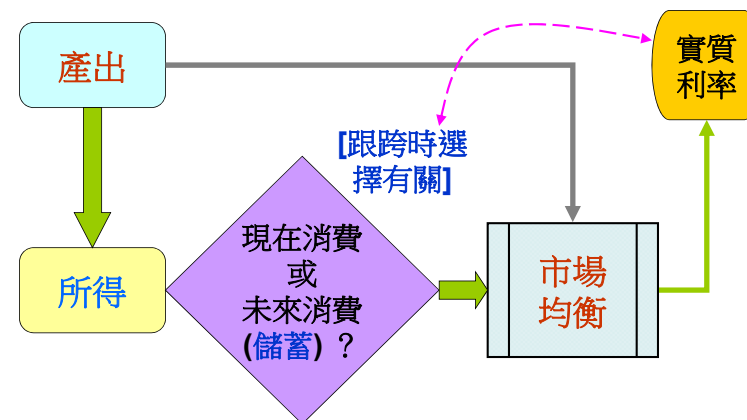 產出
實質
利率
[跟跨時選
擇有關]
所得
現在消費
或
未來消費
(儲蓄) ？
市場
均衡